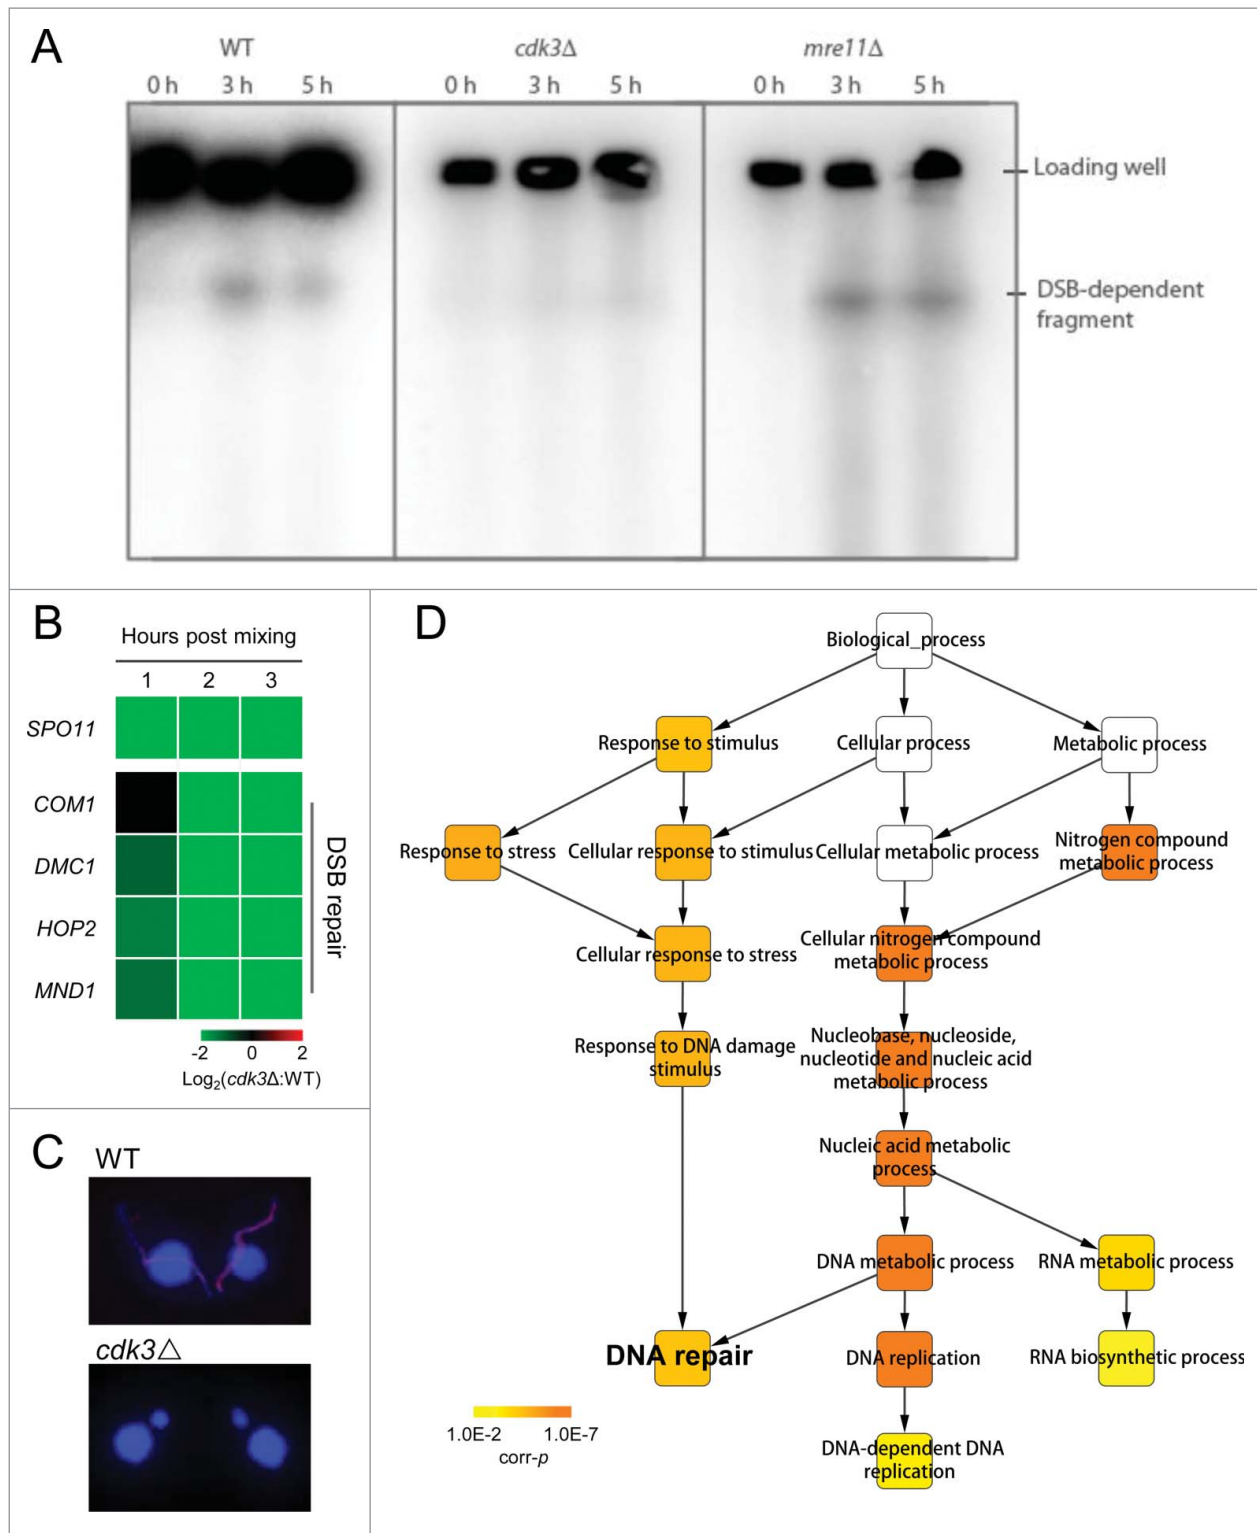 A
WT
cdk3Δ
mre11Δ
0 h 3 h 5 h
0 h 3 h 5 h
0 h 3 h 5 h
Loading well
DSB-dependent
fragment
B
Hours post mixing
1 2 3
SPO11
COM1
DMC1
HOP2
MND1
DSB repair
-2 0 2
Log₂(cdk3Δ:WT)
C
WT
cdk3△
D
Biological_process
Response to stimulus
Cellular process
Metabolic process
Response to stress
Cellular response to stimulus
Cellular metabolic process
Nitrogen compound
metabolic process
Cellular response to stress
Cellular nitrogen compound
metabolic process
Response to DNA damage
stimulus
Nucleobase, nucleoside,
nucleotide and nucleic acid
metabolic process
Nucleic acid metabolic
process
DNA metabolic process
RNA metabolic process
DNA repair
DNA replication
RNA biosynthetic process
DNA-dependent DNA
replication
1.0E-2 1.0E-7
corr-p